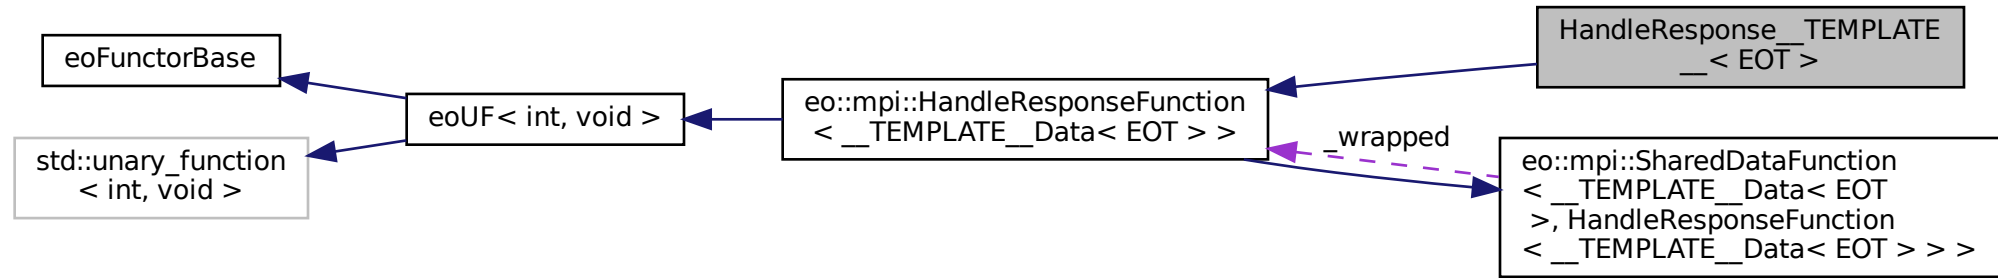 eoFunctorBase
std::unary_function
< int, void >
eoUF< int, void >
eo::mpi::HandleResponseFunction
< __TEMPLATE__Data< EOT > >
HandleResponse__TEMPLATE
__< EOT >
_wrapped
eo::mpi::SharedDataFunction
< __TEMPLATE__Data< EOT
>, HandleResponseFunction
< __TEMPLATE__Data< EOT > > >